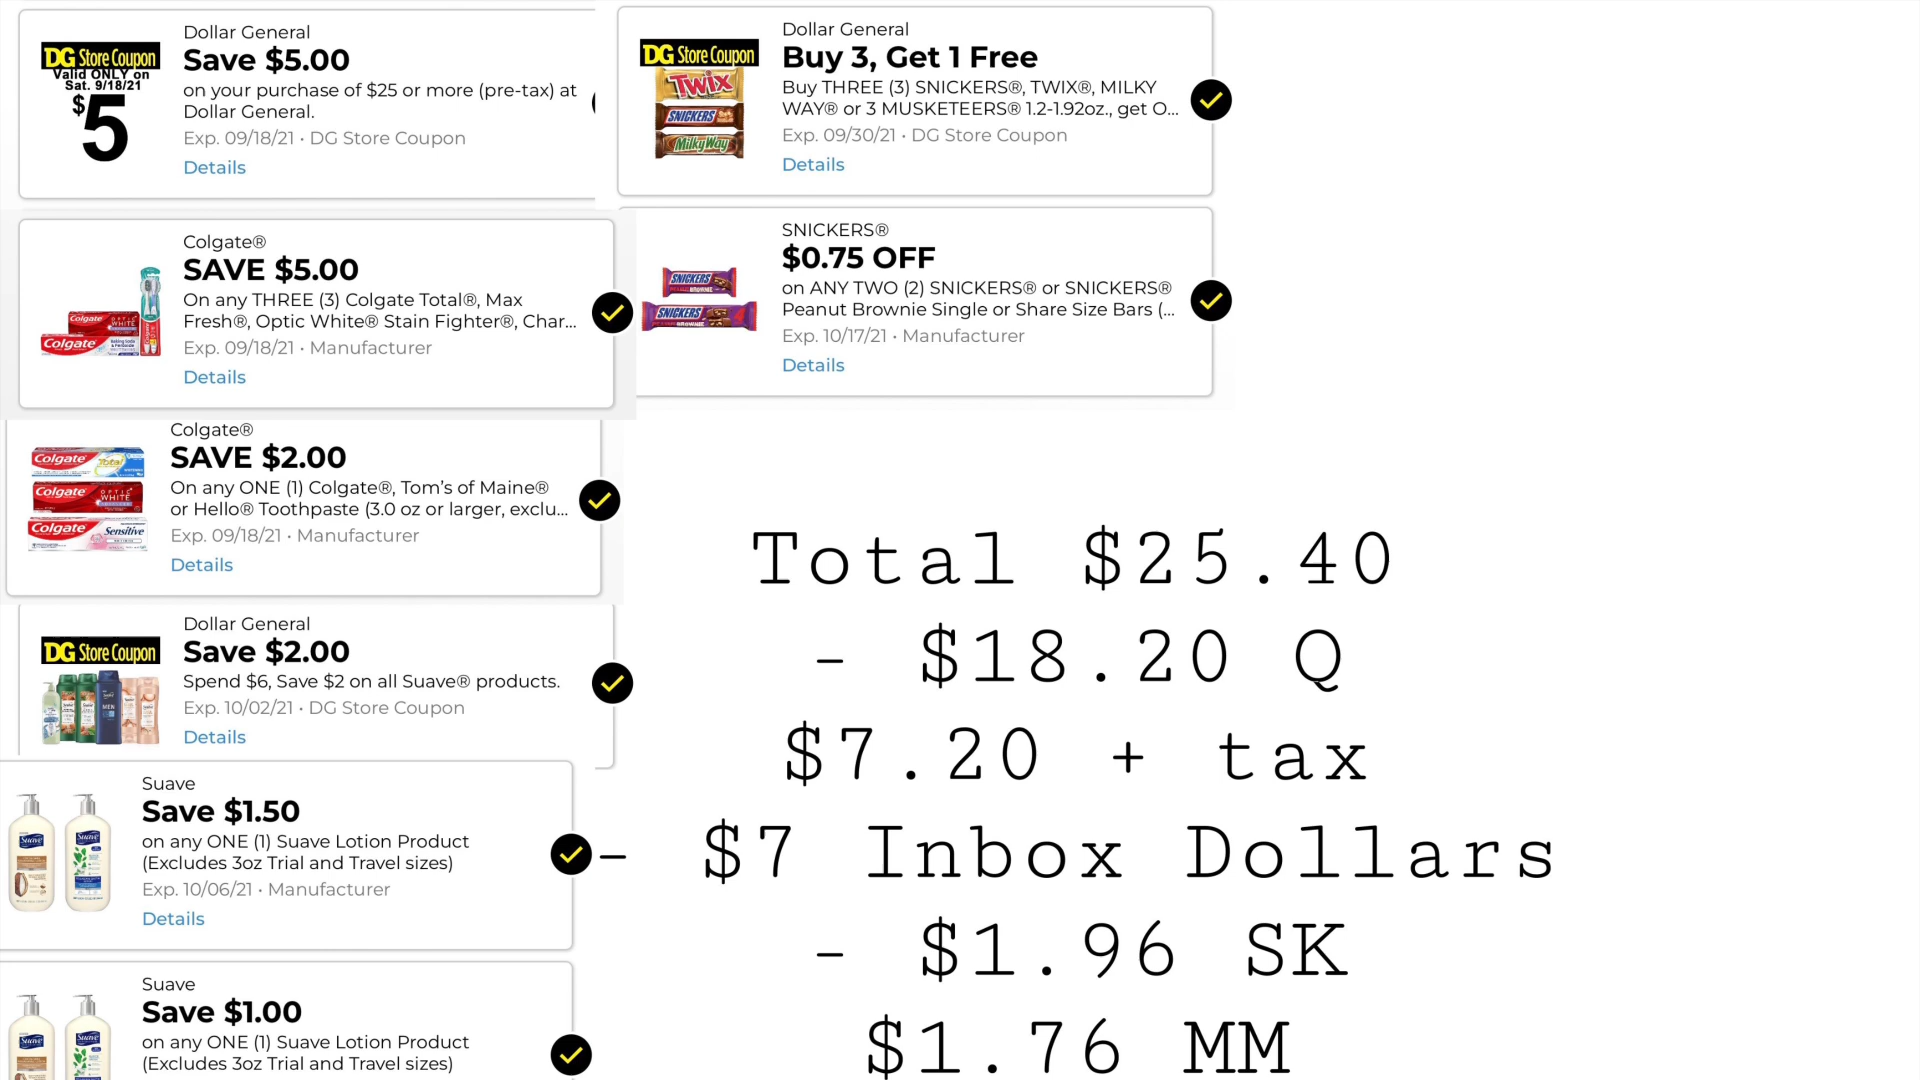 Dollar General
DG Store Coupon
Valid ONLY on
Sat. 9/18/21
$5
Save $5.00
on your purchase of $25 or more (pre-tax) at
Dollar General.
Exp. 09/18/21 • DG Store Coupon
Details
Colgate®
SAVE $5.00
On any THREE (3) Colgate Total®, Max
Fresh®, Optic White® Stain Fighter®, Char...
Exp. 09/18/21 • Manufacturer
Details
Colgate®
SAVE $2.00
On any ONE (1) Colgate®, Tom's of Maine®
or Hello® Toothpaste (3.0 oz or larger, exclu...
Exp. 09/18/21 • Manufacturer
Details
Dollar General
DG Store Coupon
Save $2.00
Spend $6, Save $2 on all Suave® products.
Exp. 10/02/21 • DG Store Coupon
Details
Suave
Save $1.50
on any ONE (1) Suave Lotion Product
(Excludes 3oz Trial and Travel sizes)
Exp. 10/06/21 • Manufacturer
Details
Suave
Save $1.00
on any ONE (1) Suave Lotion Product
(Excludes 3oz Trial and Travel sizes)
Dollar General
DG Store Coupon
TWIX
SNICKERS
Milky Way
Buy 3, Get 1 Free
Buy THREE (3) SNICKERS®, TWIX®, MILKY
WAY® or 3 MUSKETEERS® 1.2-1.92oz., get O...
Exp. 09/30/21 • DG Store Coupon
Details
SNICKERS®
$0.75 OFF
on ANY TWO (2) SNICKERS® or SNICKERS®
Peanut Brownie Single or Share Size Bars (...
Exp. 10/17/21 • Manufacturer
Details
Total $25.40
- $18.20 Q
$7.20 + tax
- $7 Inbox Dollars
- $1.96 SK
$1.76 MM